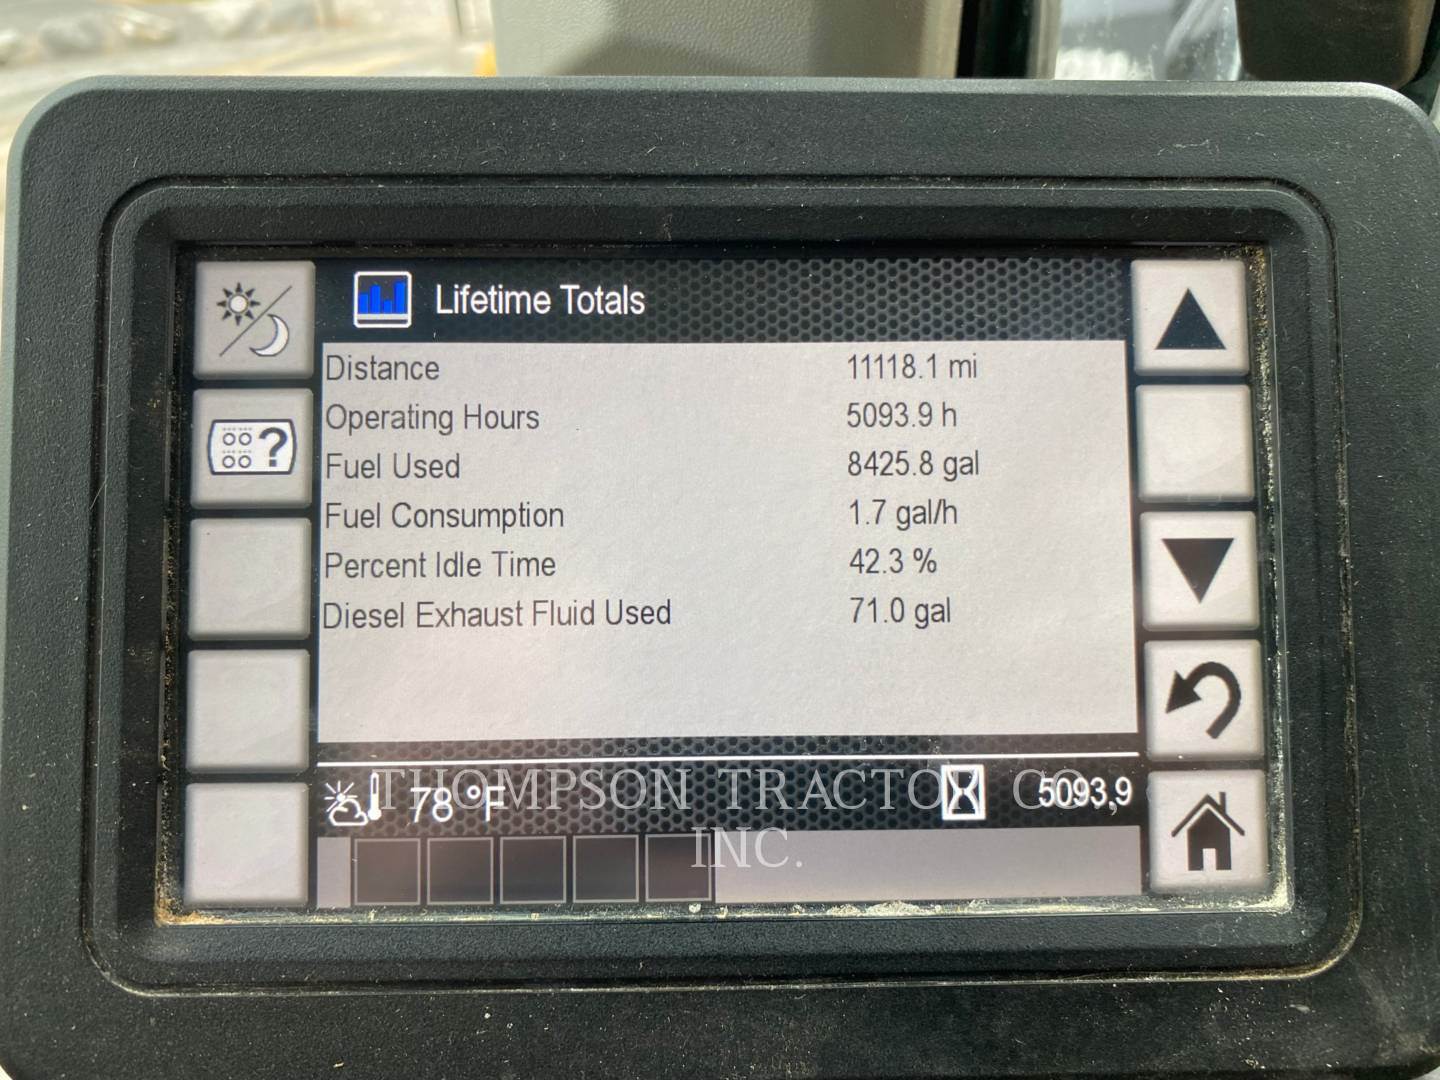 Lifetime Totals
Distance 11118.1 mi
Operating Hours 5093.9 h
Fuel Used 8425.8 gal
Fuel Consumption 1.7 gal/h
Percent Idle Time 42.3 %
Diesel Exhaust Fluid Used 71.0 gal
?
78 °F 5093,9
THOMPSON TRACTOR CO.,
INC.